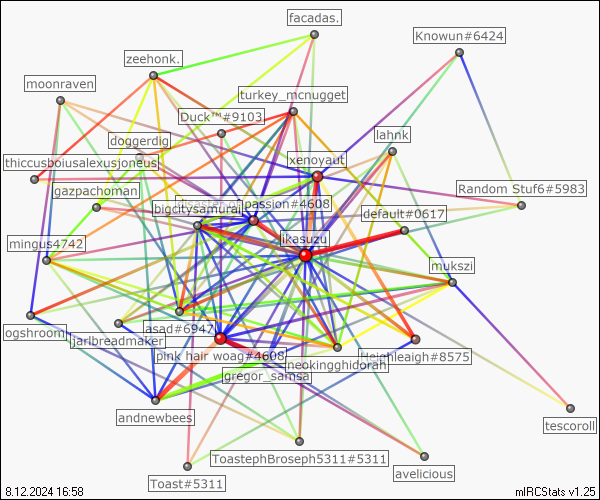 facadas.
Knowun#6424
zeehonk.
moonraven
turkey_mcnugget
Duck™#9103
lahnk
doggerdig
xenoyaut
thiccusboiusalexusjoneus
gazpachoman
Random Stuf6#5983
passion#4608
bigcitysamurai
default#0617
ikasuzu
mingus4742
mukszi
ogshroom
asad#6947
jarlbreadmaker
pink hair woag#4608
Heighleaigh#8575
neokingghidorah
gregor_samsa
andnewbees
tescoroll
ToastephBroseph5311#5311
avelicious
Toast#5311
8.12.2024 16:58
mIRCStats v1.25